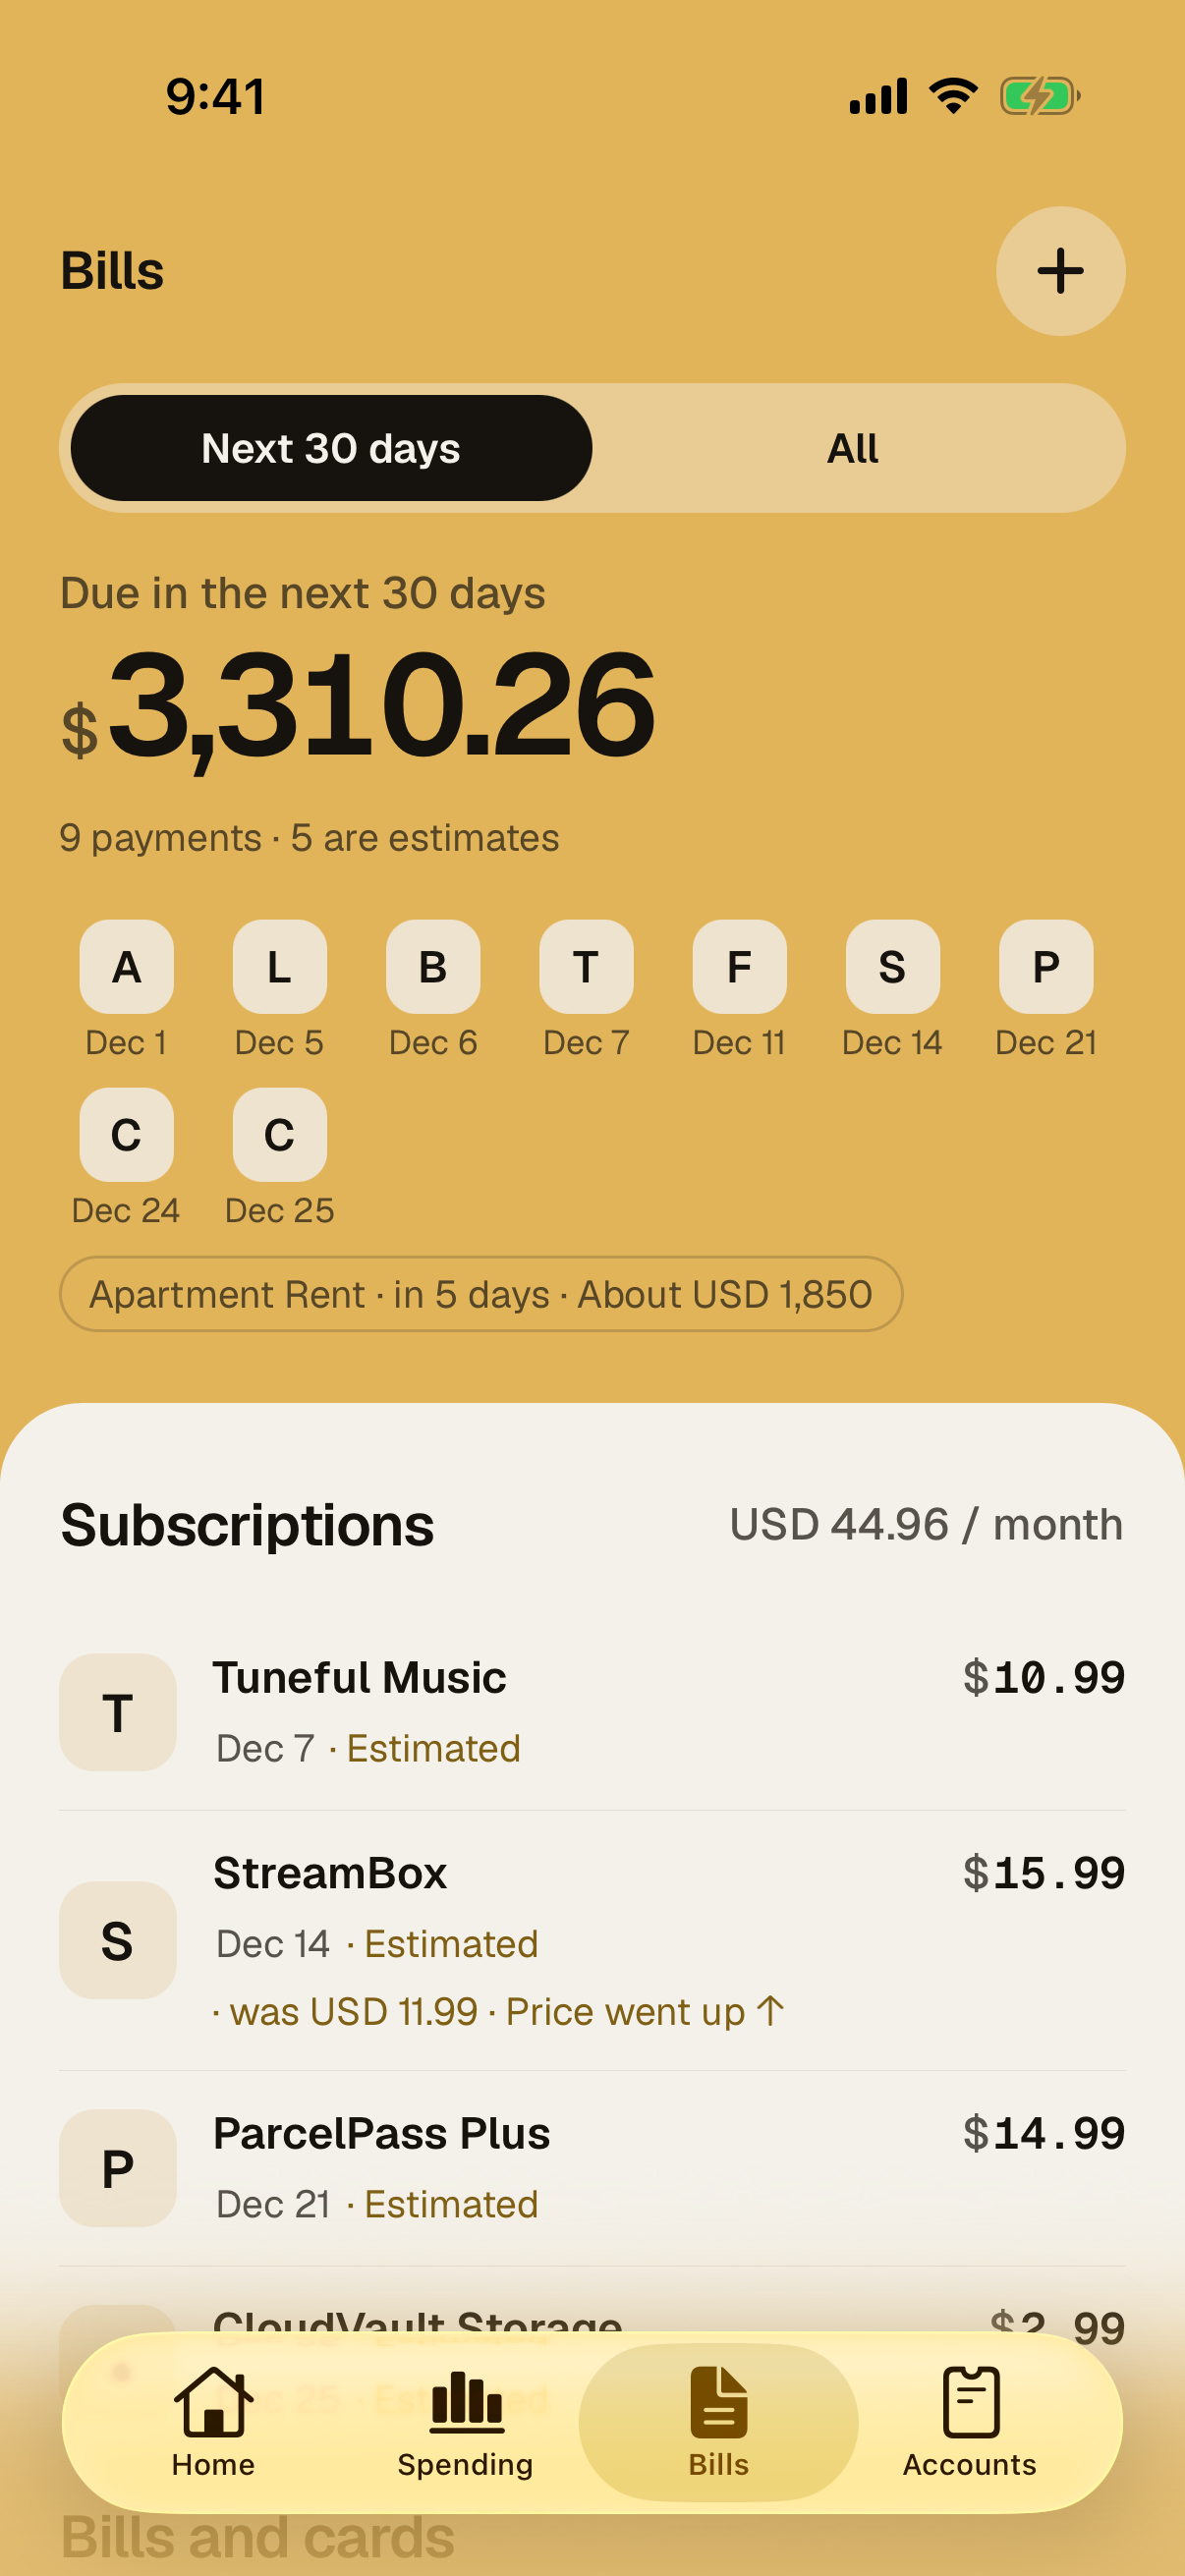 9:41
Bills
Next 30 days All
Due in the next 30 days
$3,310.26
9 payments · 5 are estimates
A L B T F S P
Dec 1 Dec 5 Dec 6 Dec 7 Dec 11 Dec 14 Dec 21
C C
Dec 24 Dec 25
Apartment Rent · in 5 days · About USD 1,850
Subscriptions USD 44.96 / month
T Tuneful Music $10.99
Dec 7 · Estimated
StreamBox $15.99
S Dec 14 · Estimated
· was USD 11.99 · Price went up ↑
P ParcelPass Plus $14.99
Dec 21 · Estimated
CloudVault Storage $2.99
Dec 25 · Estimated
Home Spending Bills Accounts
Bills and cards